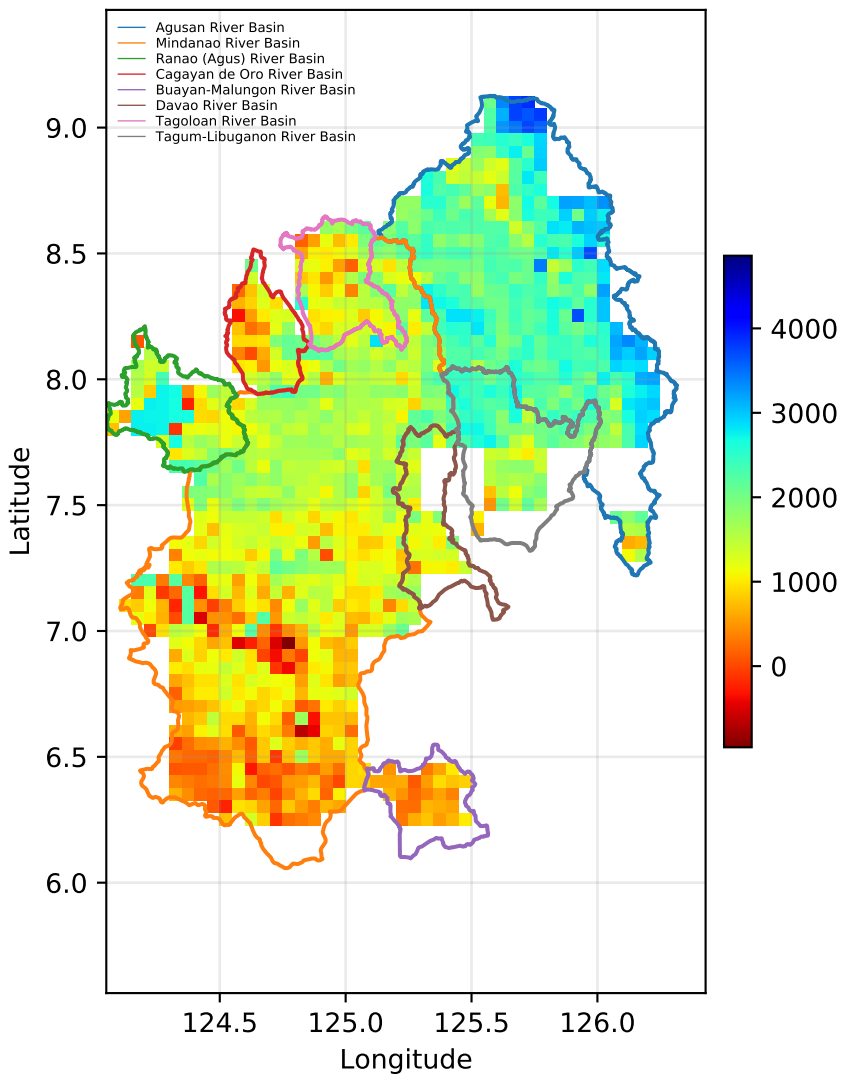 Agusan River Basin
Mindanao River Basin
Ranao (Agus) River Basin
Cagayan de Oro River Basin
Buayan-Malungon River Basin
Davao River Basin
Tagoloan River Basin
Tagum-Libuganon River Basin
9.0
8.5
8.0
7.5
7.0
6.5
6.0
Latitude
124.5 125.0 125.5 126.0
Longitude
4000
3000
2000
1000
0